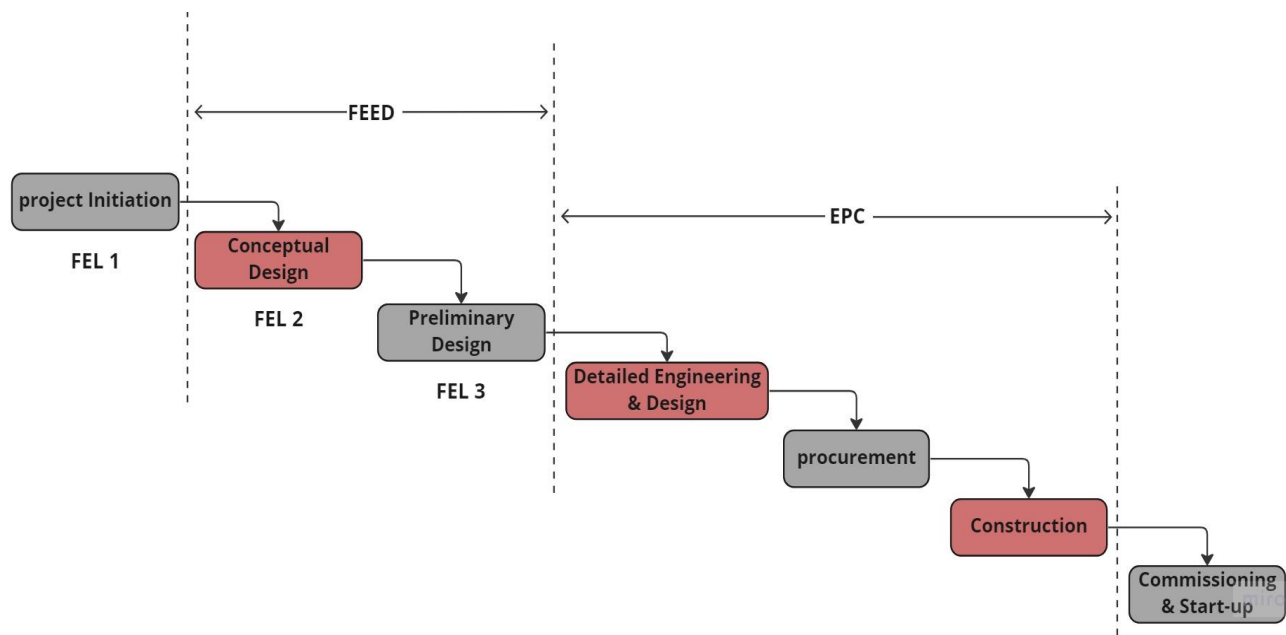 FEED
project Initiation
EPC
FEL 1
Conceptual
Design
FEL 2
Preliminary
Design
FEL 3
Detailed Engineering
& Design
procurement
Construction
Commissioning
& Start-up
miro